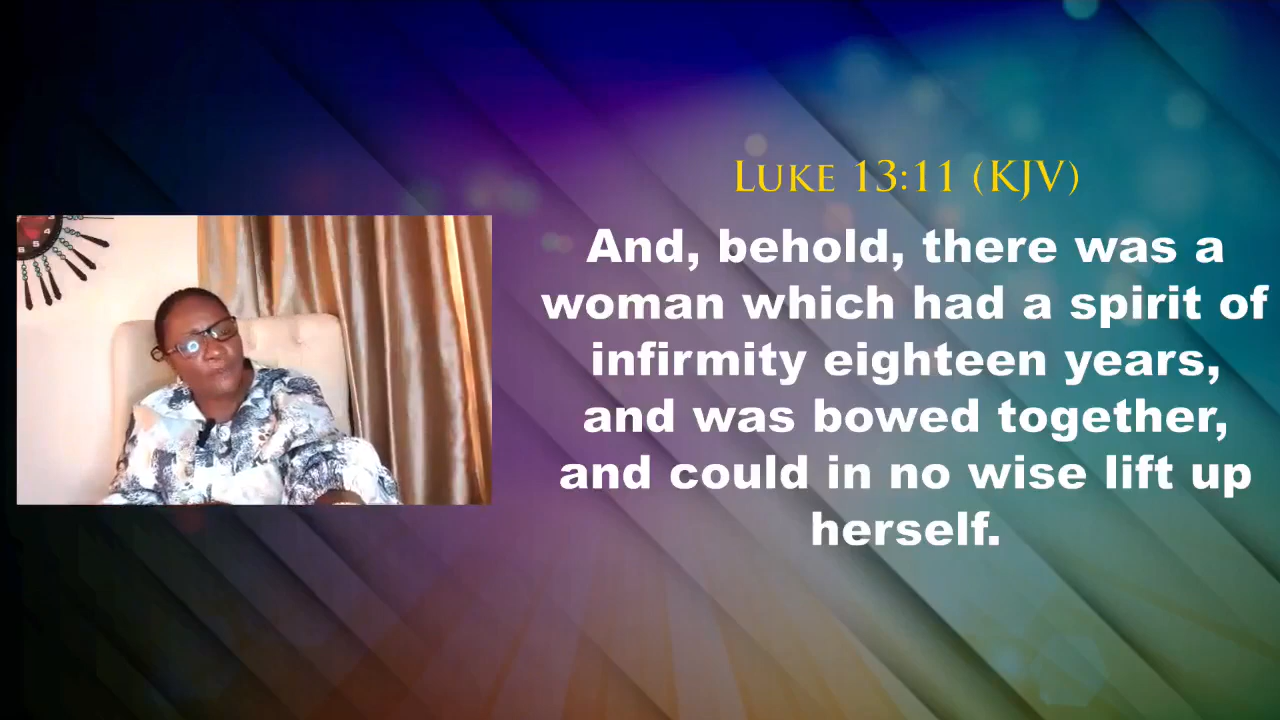 Luke 13:11 (KJV)
And, behold, there was a
woman which had a spirit of
infirmity eighteen years,
and was bowed together,
and could in no wise lift up
herself.